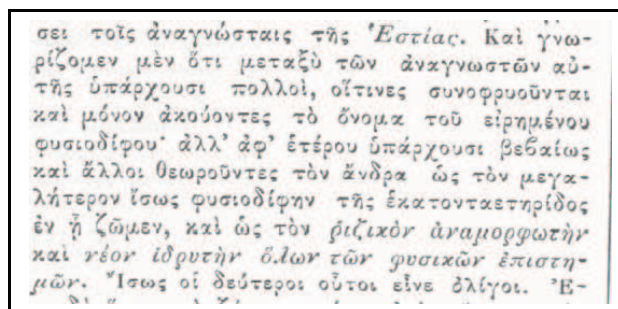 σει τοῖς ἀναγνώσταις τῆς Ἑστίας. Καὶ γνω-
ρίζομεν μὲν ὅτι μεταξὺ τῶν ἀναγνωστῶν αὐ-
τῆς ὑπάρχουσι πολλοί, οἵτινες συνοφρυοῦνται
καὶ μόνον ἀκούοντες τὸ ὄνομα τοῦ εἰρημένου
φυσιοδίφου· ἀλλ' ἀφ' ἑτέρου ὑπάρχουσι βεβαίως
καὶ ἄλλοι θεωροῦντες τὸν ἄνδρα ὡς τὸν μεγα-
λήτερον ἴσως φυσιοδίφην τῆς ἑκατονταετηρίδος
ἐν ᾗ ζῶμεν, καὶ ὡς τὸν ῥιζικὸν ἀναμορφωτὴν
καὶ νέον ἱδρυτὴν ὅλων τῶν φυσικῶν ἐπιστη-
μῶν. Ἴσως οἱ δεύτεροι οὗτοι εἶνε ὀλίγοι. Ἐ-